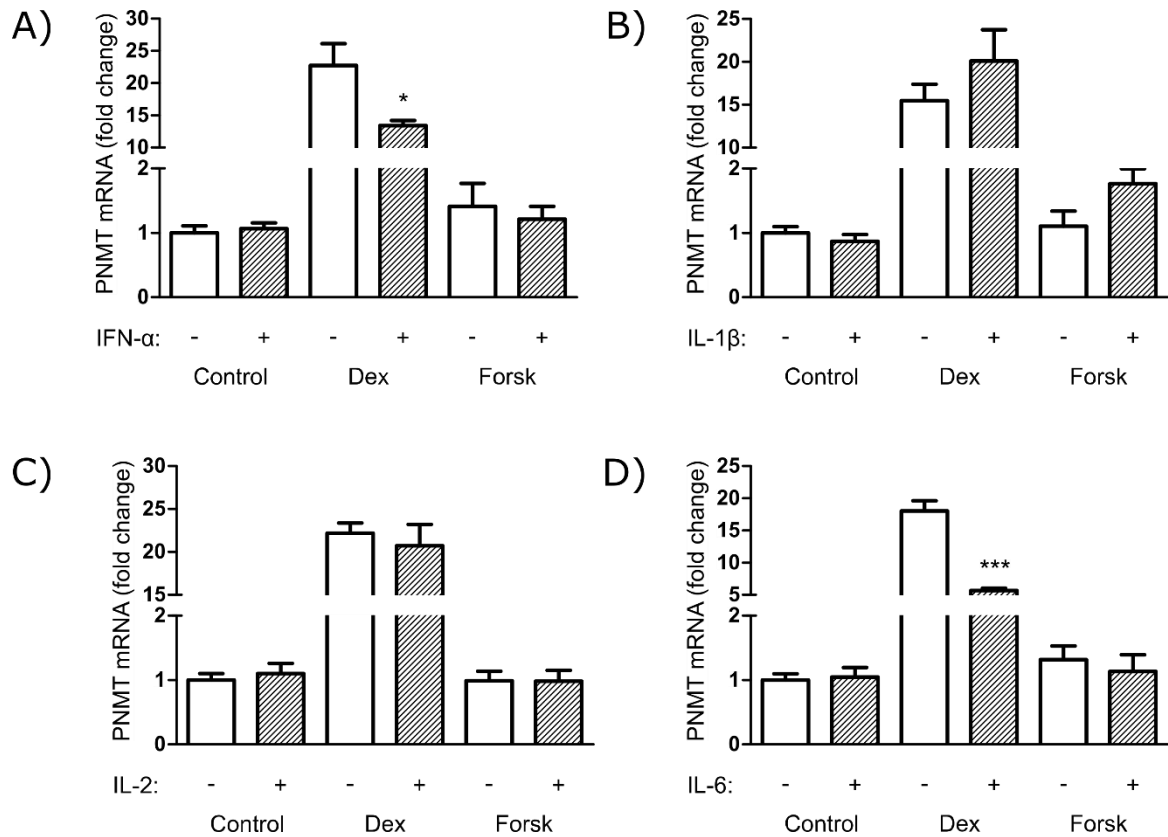 A)
PNMT mRNA (fold change)
30
25
20
15
10
2
1
0
*
IFN-α: - + - + - +
Control Dex Forsk
B)
PNMT mRNA (fold change)
25
20
15
10
2
1
0
IL-1β: - + - + - +
Control Dex Forsk
C)
PNMT mRNA (fold change)
30
25
20
15
2
1
0
IL-2: - + - + - +
Control Dex Forsk
D)
PNMT mRNA (fold change)
25
20
15
10
5
2
1
0
***
IL-6: - + - + - +
Control Dex Forsk